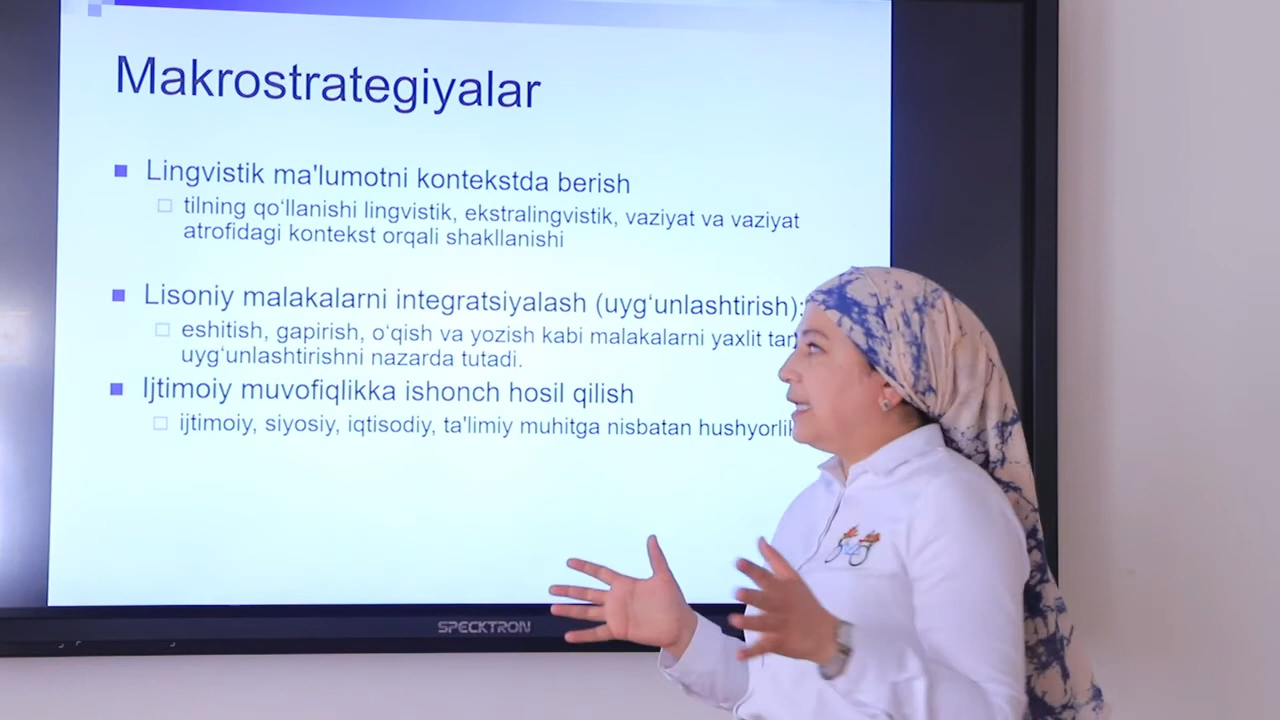 Makrostrategiyalar
Lingvistik ma'lumotni kontekstda berish
tilning qo‘llanishi lingvistik, ekstralingvistik, vaziyat va vaziyat
atrofidagi kontekst orqali shakllanishi
Lisoniy malakalarni integratsiyalash (uyg‘unlashtirish):
eshitish, gapirish, o‘qish va yozish kabi malakalarni yaxlit
uyg‘unlashtirishni nazarda tutadi.
Ijtimoiy muvofiqlikka ishonch hosil qilish
ijtimoiy, siyosiy, iqtisodiy, ta'limiy muhitga nisbatan
SPECKTRON